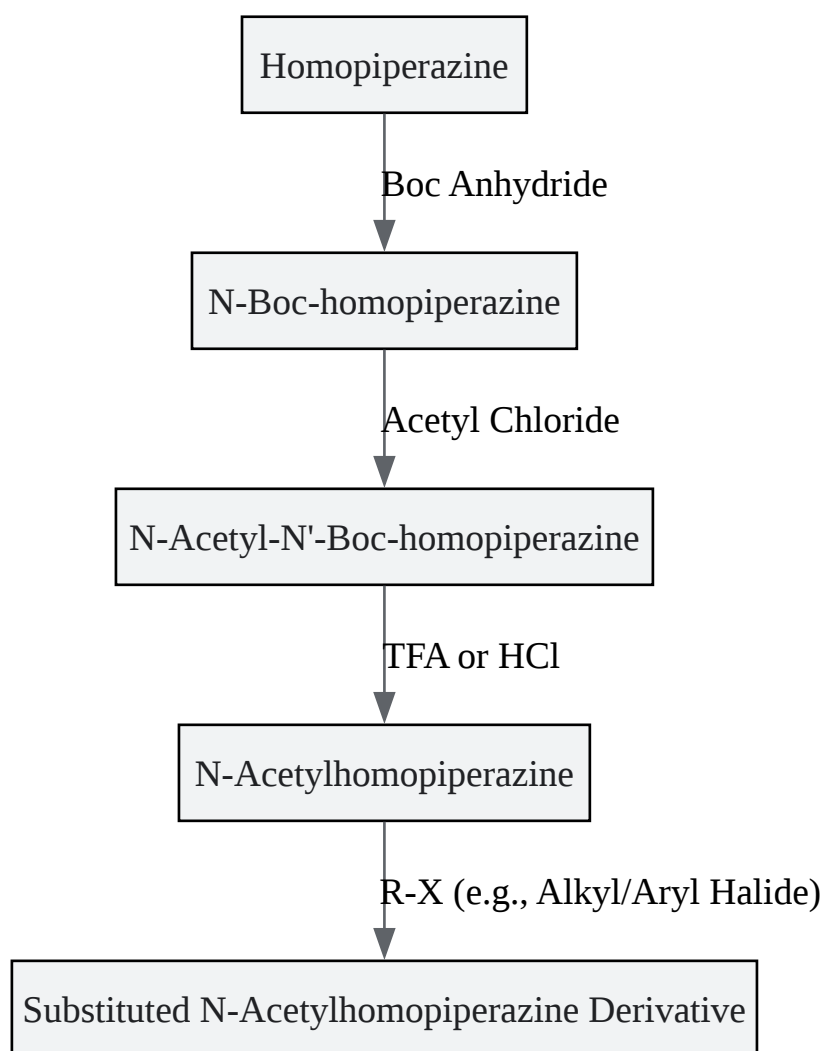 Homopiperazine
Boc Anhydride
N-Boc-homopiperazine
Acetyl Chloride
N-Acetyl-N'-Boc-homopiperazine
TFA or HCl
N-Acetylhomopiperazine
R-X (e.g., Alkyl/Aryl Halide)
Substituted N-Acetylhomopiperazine Derivative